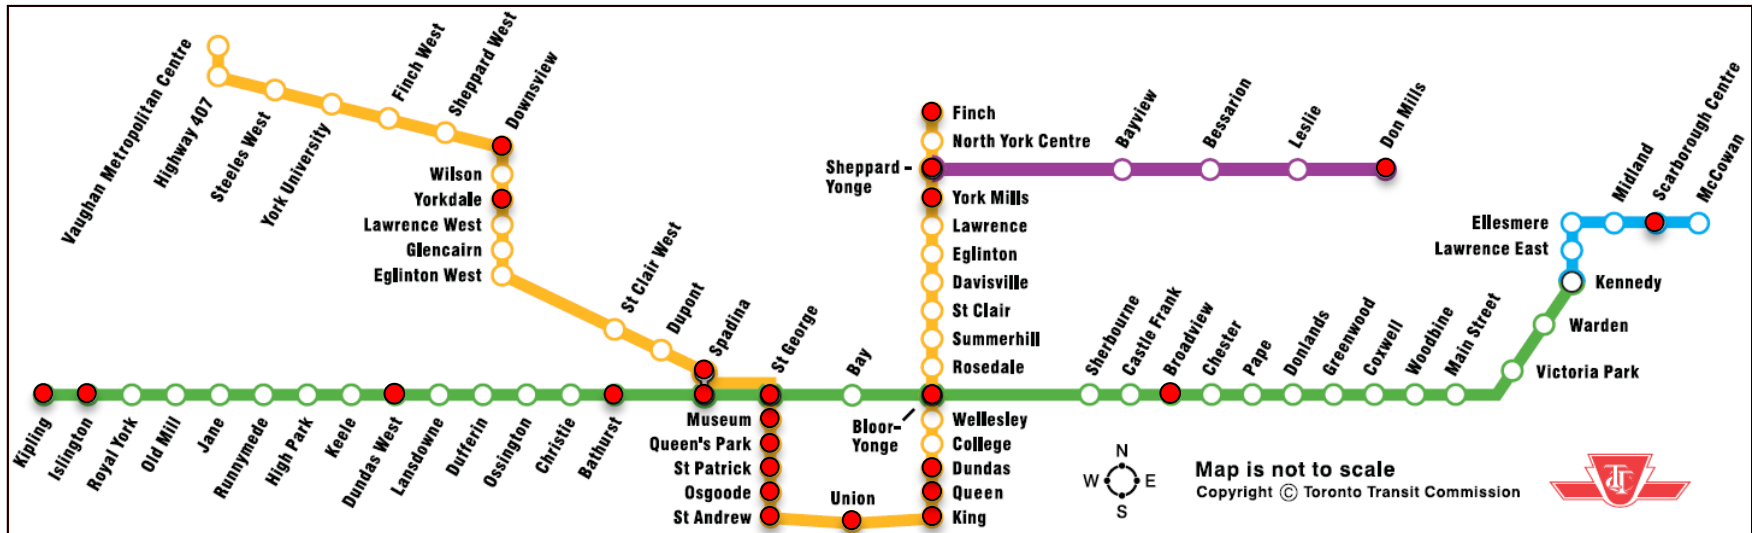 Vaughan Metropolitan Centre
Highway 407
Steeles West
York University
Finch West
Sheppard West
Downsview
Wilson
Yorkdale
Lawrence West
Glencairn
Eglinton West
St Clair West
Dupont
Spadina
St George
Museum
Queen's Park
St Patrick
Osgoode
St Andrew
Union
King
Queen
Dundas
College
Wellesley
Bloor-
Yonge
Rosedale
Summerhill
St Clair
Davisville
Eglinton
Lawrence
York Mills
Sheppard -
Yonge
North York Centre
Finch
Bayview
Bessarion
Leslie
Don Mills
Kipling
Islington
Royal York
Old Mill
Jane
Runnymede
High Park
Keele
Dundas West
Lansdowne
Dufferin
Ossington
Christie
Bathurst
Bay
Sherbourne
Castle Frank
Broadview
Chester
Pape
Donlands
Greenwood
Coxwell
Woodbine
Main Street
Victoria Park
Warden
Kennedy
Lawrence East
Ellesmere
Midland
Scarborough Centre
McCowan
N
W E
S
Map is not to scale
Copyright © Toronto Transit Commission
TTC